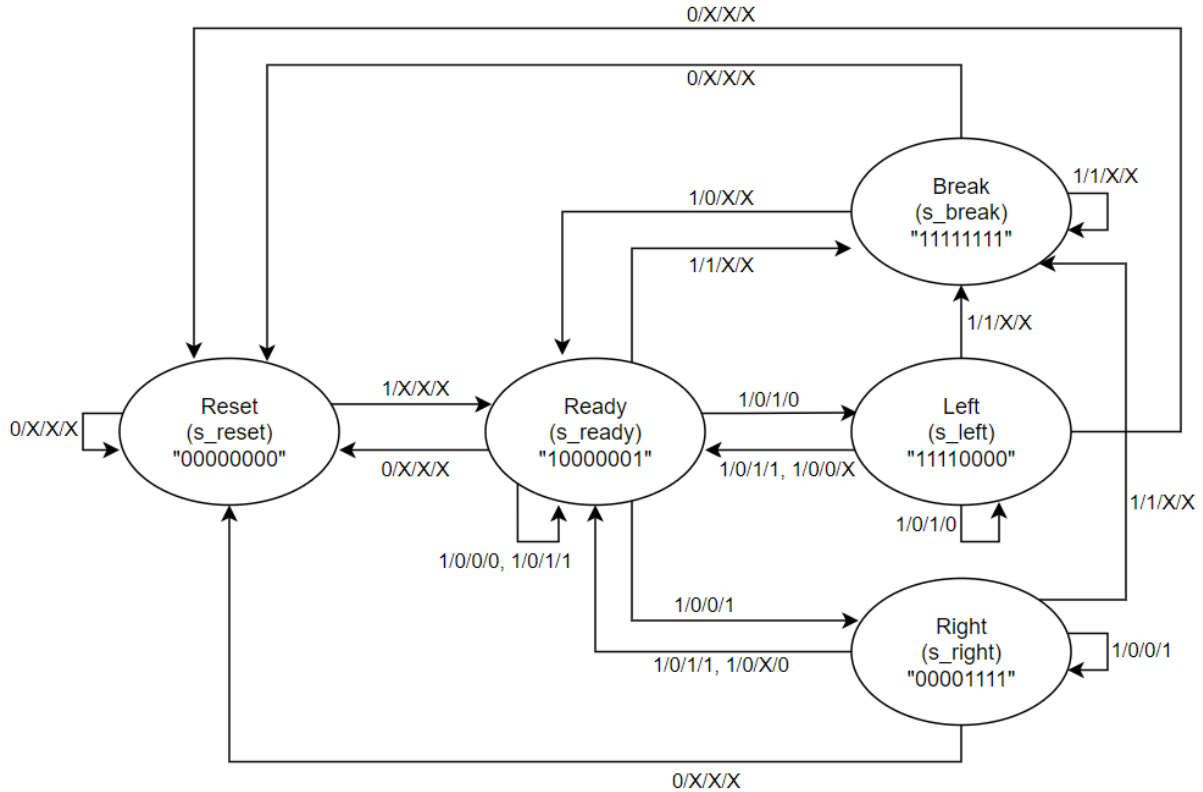 0/X/X/X
0/X/X/X
Break
(s_break)
"11111111"
1/1/X/X
1/0/X/X
1/1/X/X
1/1/X/X
Reset
(s_reset)
"00000000"
0/X/X/X
1/X/X/X
0/X/X/X
Ready
(s_ready)
"10000001"
1/0/1/0
1/0/1/1, 1/0/0/X
Left
(s_left)
"11110000"
1/0/1/0
1/1/X/X
1/0/0/0, 1/0/1/1
1/0/0/1
1/0/1/1, 1/0/X/0
Right
(s_right)
"00001111"
1/0/0/1
0/X/X/X